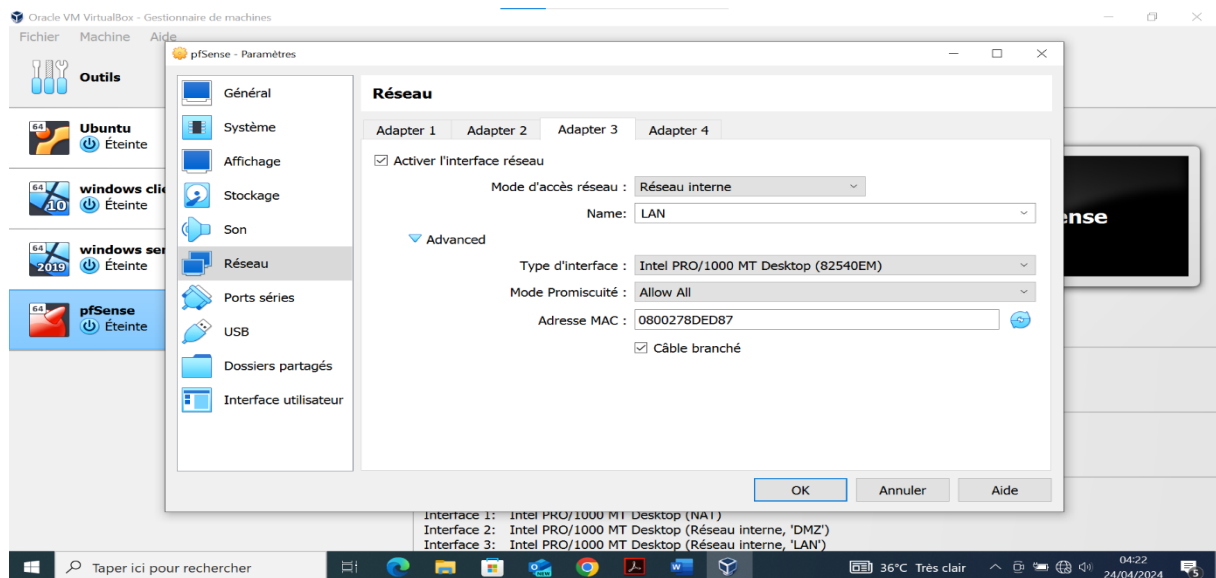 Oracle VM VirtualBox - Gestionnaire de machines
Fichier Machine Aide
pfSense - Paramètres
Outils
64 Ubuntu
Éteinte
64 10 windows clie
Éteinte
64 2019 windows ser
Éteinte
64 pfSense
Éteinte
Général
Système
Affichage
Stockage
Son
Réseau
Ports séries
USB
Dossiers partagés
Interface utilisateur
Réseau
Adapter 1 Adapter 2 Adapter 3 Adapter 4
Activer l'interface réseau
Mode d'accès réseau : Réseau interne
Name: LAN
Advanced
Type d'interface : Intel PRO/1000 MT Desktop (82540EM)
Mode Promiscuité : Allow All
Adresse MAC : 0800278DED87
Câble branché
OK Annuler Aide
ense
Interface 1: Intel PRO/1000 MT Desktop (NAT)
Interface 2: Intel PRO/1000 MT Desktop (Réseau interne, 'DMZ')
Interface 3: Intel PRO/1000 MT Desktop (Réseau interne, 'LAN')
Taper ici pour rechercher
36°C Très clair
04:22
24/04/2024
5